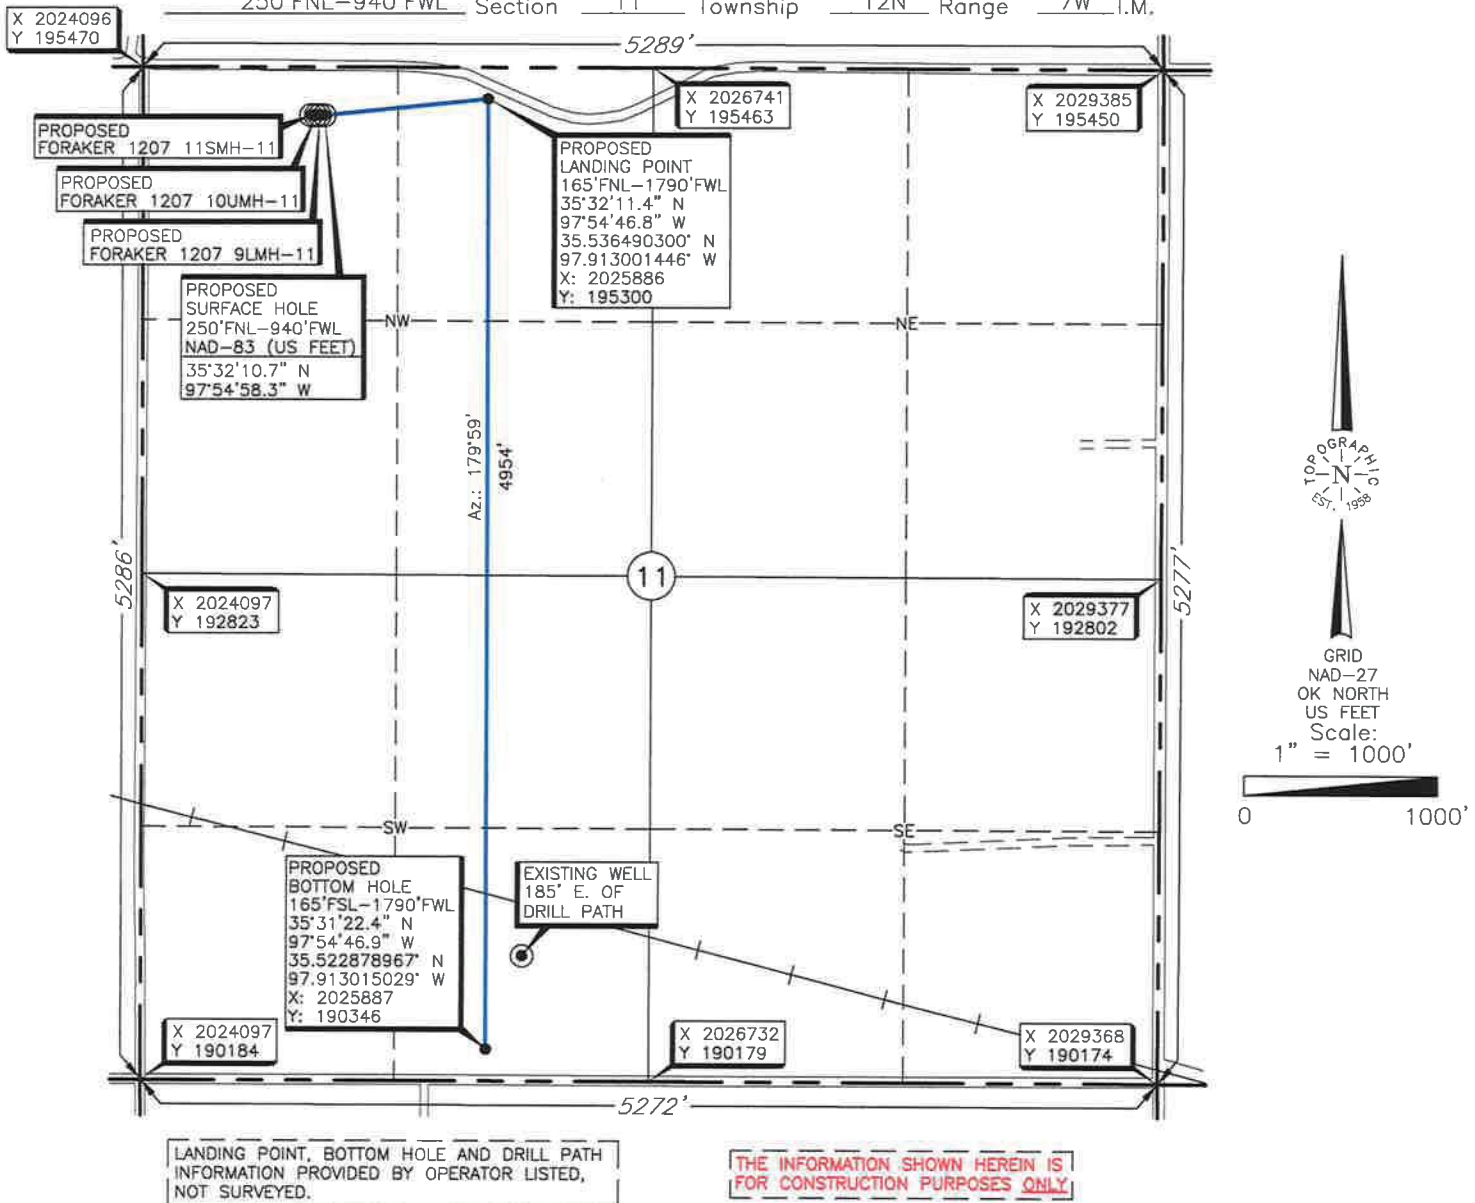 250'FNL-940'FWL Section 11 Township 12N Range 7W I.M.
X 2024096
Y 195470
5289'
X 2026741
Y 195463
X 2029385
Y 195450
PROPOSED
FORAKER 1207 11SMH-11
PROPOSED
FORAKER 1207 10UMH-11
PROPOSED
FORAKER 1207 9LMH-11
PROPOSED
SURFACE HOLE
250'FNL-940'FWL
NAD-83 (US FEET)
35°32'10.7" N
97°54'58.3" W
PROPOSED
LANDING POINT
165'FNL-1790'FWL
35°32'11.4" N
97°54'46.8" W
35.536490300° N
97.913001446° W
X: 2025886
Y: 195300
NW
NE
Az.: 179°59'
4954'
TOPOGRAPHIC
N
EST. 1958
5286'
11
5277'
X 2024097
Y 192823
X 2029377
Y 192802
GRID
NAD-27
OK NORTH
US FEET
Scale:
1" = 1000'
0 1000'
SW
SE
PROPOSED
BOTTOM HOLE
165'FSL-1790'FWL
35°31'22.4" N
97°54'46.9" W
35.522878967° N
97.913015029° W
X: 2025887
Y: 190346
EXISTING WELL
185' E. OF
DRILL PATH
X 2024097
Y 190184
X 2026732
Y 190179
X 2029368
Y 190174
5272'
LANDING POINT, BOTTOM HOLE AND DRILL PATH
INFORMATION PROVIDED BY OPERATOR LISTED,
NOT SURVEYED.
THE INFORMATION SHOWN HEREIN IS
FOR CONSTRUCTION PURPOSES ONLY